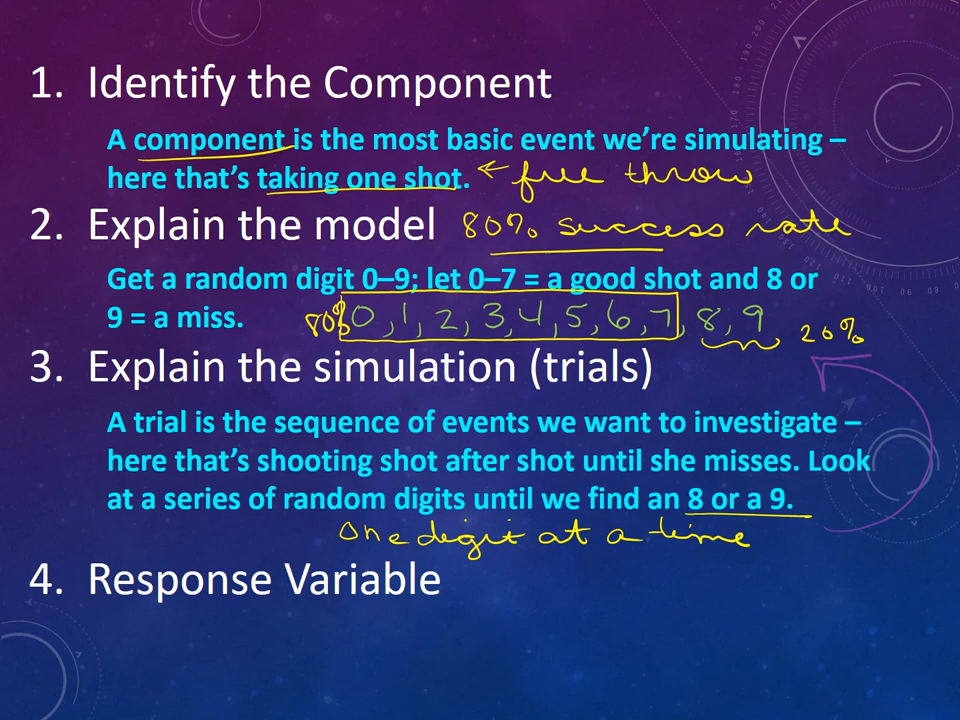 1. Identify the Component
A component is the most basic event we're simulating –
here that's taking one shot. ← free throw
2. Explain the model 80% success rate
Get a random digit 0–9; let 0–7 = a good shot and 8 or
9 = a miss. 80% 0, 1, 2, 3, 4, 5, 6, 7, 8, 9 20%
3. Explain the simulation (trials)
A trial is the sequence of events we want to investigate –
here that's shooting shot after shot until she misses. Look
at a series of random digits until we find an 8 or a 9.
one digit at a time
4. Response Variable